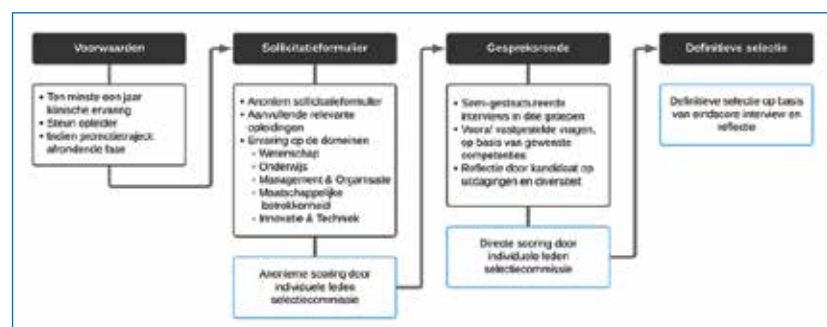 Voorwaarden
• Ten minste een jaar
klinische ervaring
• Steun opleider
• Indien promotietraject:
afrondende fase
Sollicitatieformulier
• Anoniem sollicitatieformulier
• Aanvullende relevante
opleidingen
• Ervaring op de domeinen
- Wetenschap
- Onderwijs
- Management & Organisatie
- Maatschappelijke
betrokkenheid
- Innovatie & Techniek
Anonieme scoring door
individuele leden
selectiecommissie
Gespreksronde
• Semi-gestructureerde
interviews in drie groepen
• Vooraf vastgestelde vragen,
op basis van gewenste
competenties
• Reflectie door kandidaat op
uitdagingen en diversiteit
Directe scoring door
individuele leden
selectiecommissie
Definitieve selectie
Definitieve selectie op basis
van eindscore interview en
reflectie